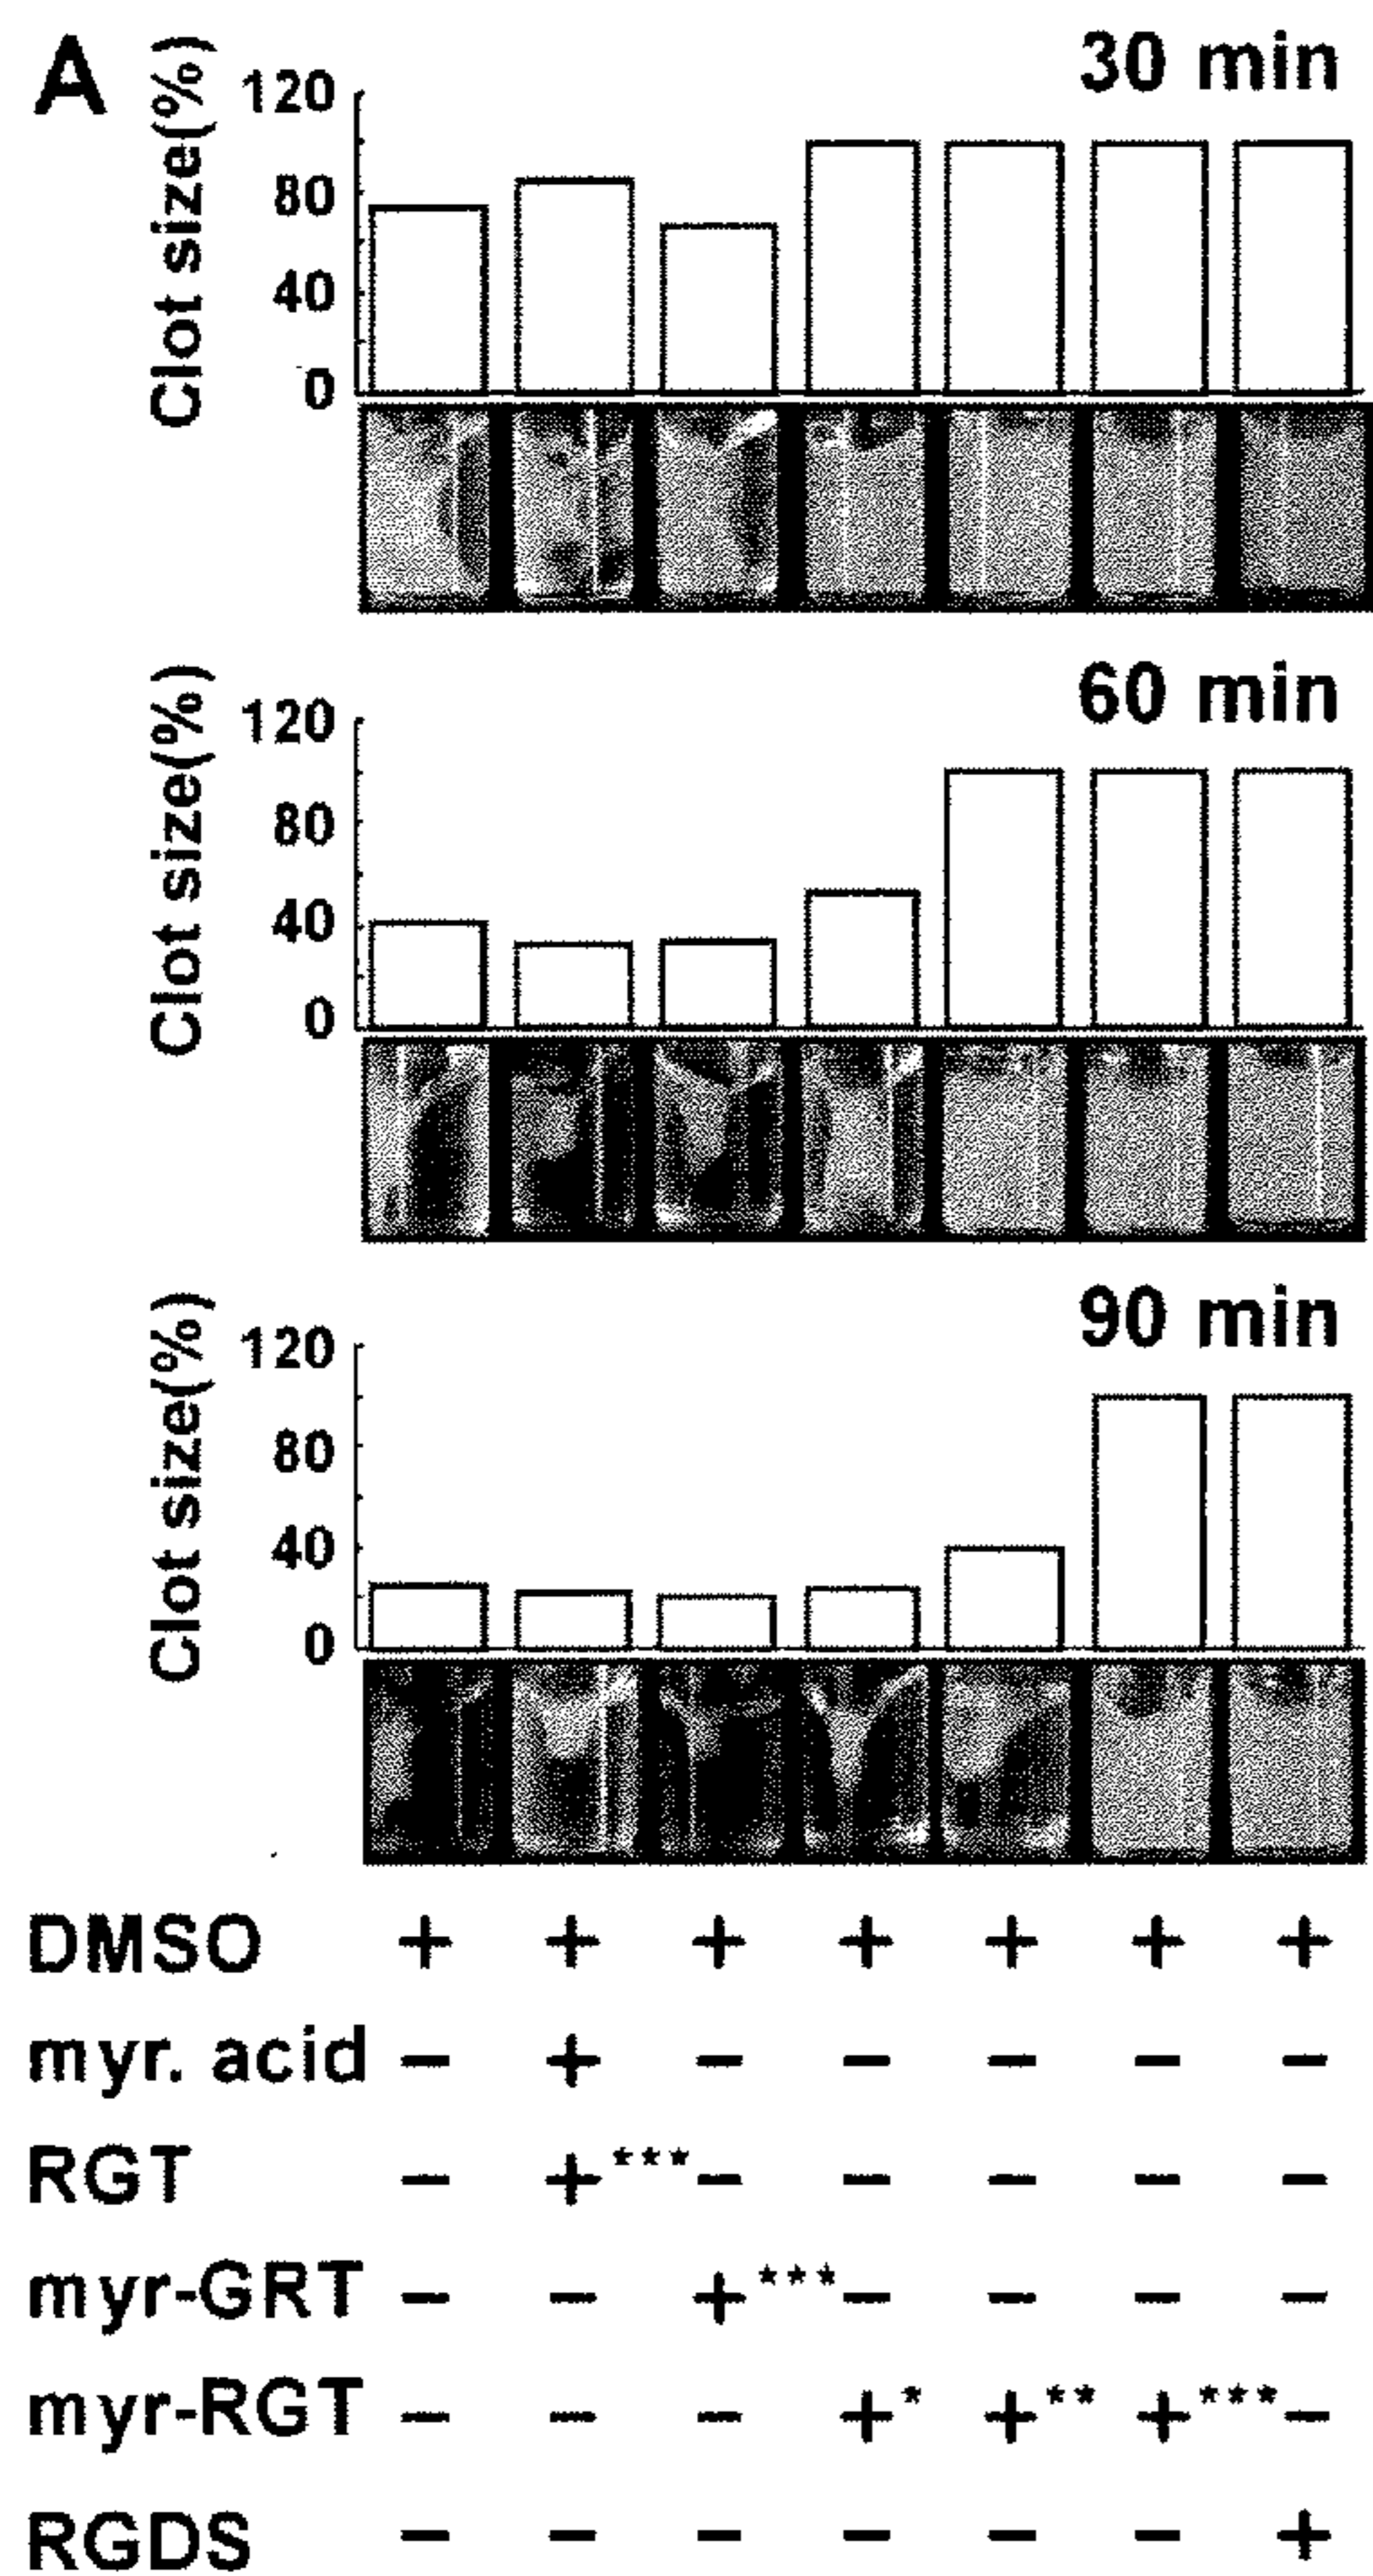 A
Clot size(%)
30 min
120
80
40
0
Clot size(%)
60 min
120
80
40
0
Clot size(%)
90 min
120
80
40
0
DMSO + + + + + + +
myr. acid − + − − − − −
RGT − +*** − − − − −
myr-GRT − − +*** − − − −
myr-RGT − − − +* +** +*** −
RGDS − − − − − − +